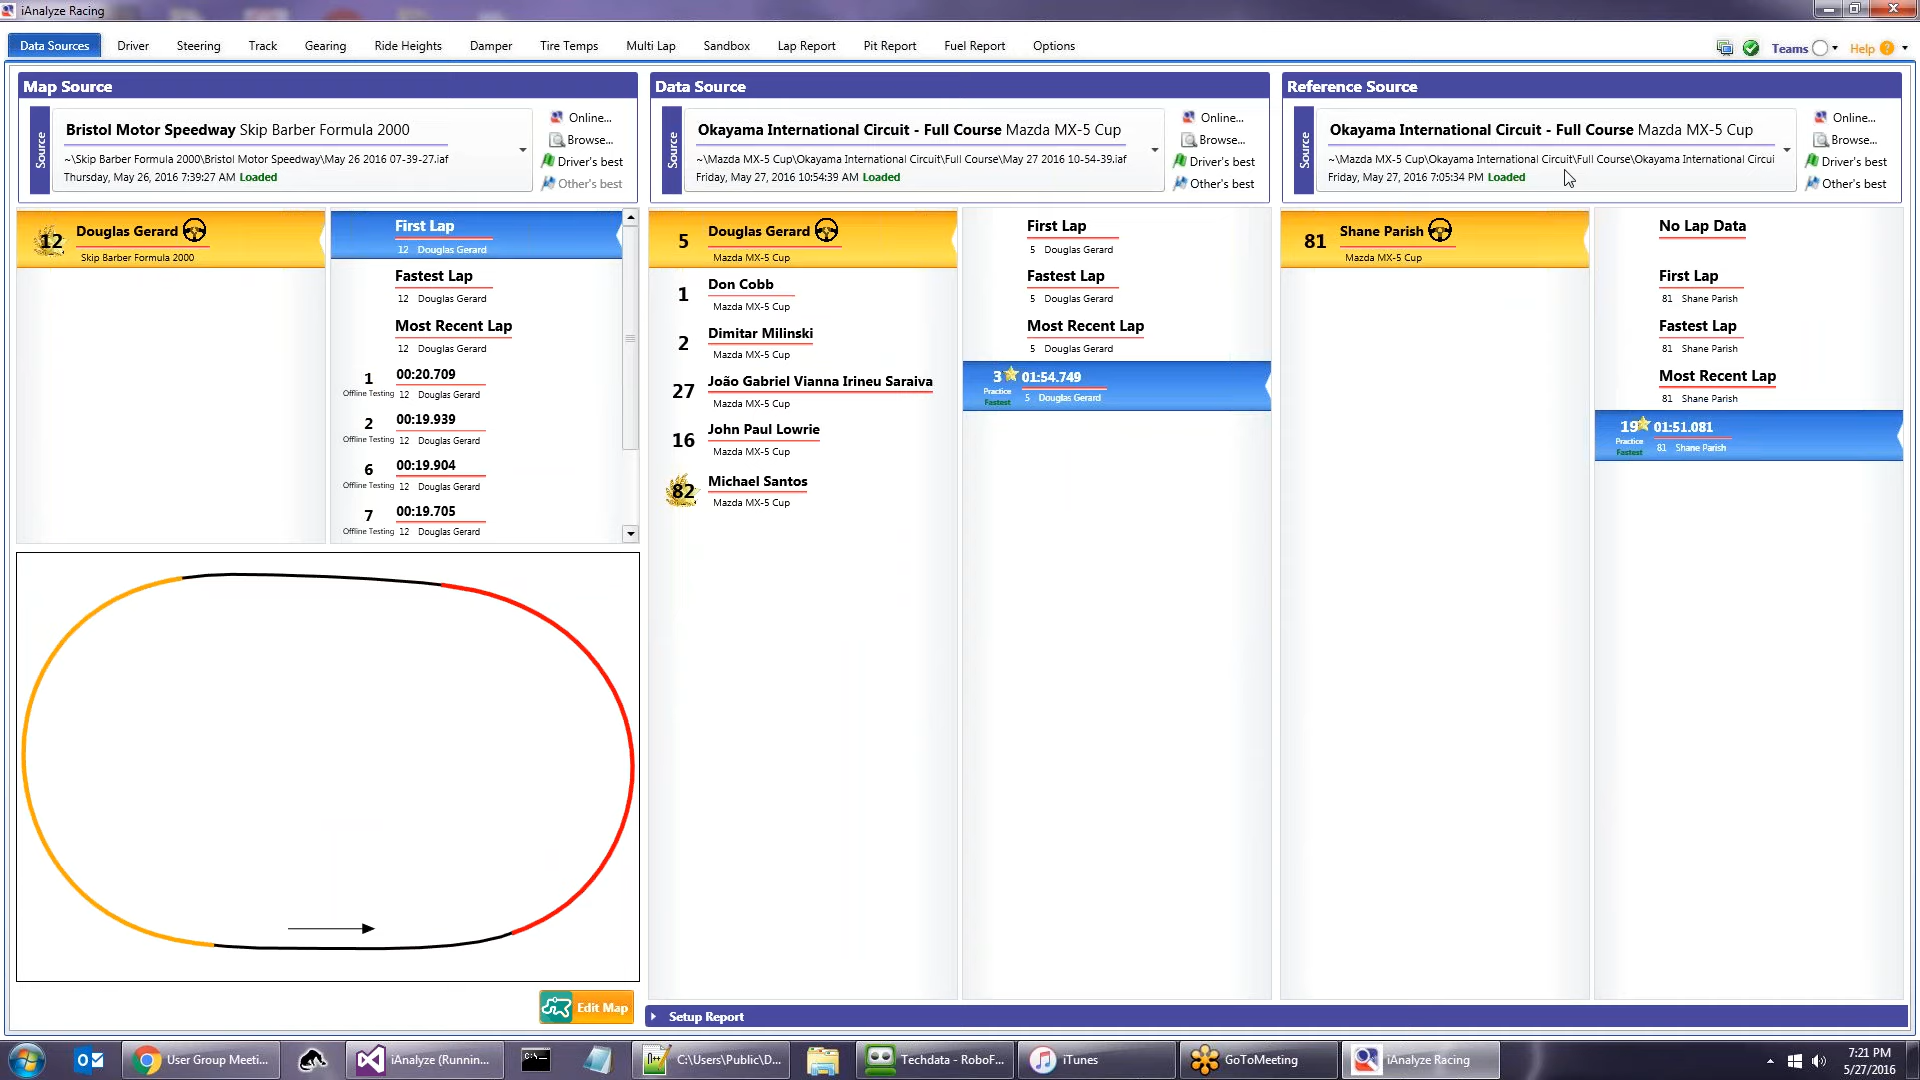 iAnalyze Racing
Data Sources Driver Steering Track Gearing Ride Heights Damper Tire Temps Multi Lap Sandbox Lap Report Pit Report Fuel Report Options Teams Help
Map Source
Source
Bristol Motor Speedway Skip Barber Formula 2000
~\Skip Barber Formula 2000\Bristol Motor Speedway\May 26 2016 07-39-27.iaf
Thursday, May 26, 2016 7:39:27 AM Loaded
Online...
Browse...
Driver's best
Other's best
12 Douglas Gerard
Skip Barber Formula 2000
First Lap
12 Douglas Gerard
Fastest Lap
12 Douglas Gerard
Most Recent Lap
12 Douglas Gerard
1 00:20.709
Offline Testing 12 Douglas Gerard
2 00:19.939
Offline Testing 12 Douglas Gerard
6 00:19.904
Offline Testing 12 Douglas Gerard
7 00:19.705
Offline Testing 12 Douglas Gerard
Edit Map
Data Source
Source
Okayama International Circuit - Full Course Mazda MX-5 Cup
~\Mazda MX-5 Cup\Okayama International Circuit\Full Course\May 27 2016 10-54-39.iaf
Friday, May 27, 2016 10:54:39 AM Loaded
Online...
Browse...
Driver's best
Other's best
5 Douglas Gerard
Mazda MX-5 Cup
1 Don Cobb
Mazda MX-5 Cup
2 Dimitar Milinski
Mazda MX-5 Cup
27 João Gabriel Vianna Irineu Saraiva
Mazda MX-5 Cup
16 John Paul Lowrie
Mazda MX-5 Cup
82 Michael Santos
Mazda MX-5 Cup
First Lap
5 Douglas Gerard
Fastest Lap
5 Douglas Gerard
Most Recent Lap
5 Douglas Gerard
3 01:54.749
Practice 5 Douglas Gerard
Fastest
Setup Report
Reference Source
Source
Okayama International Circuit - Full Course Mazda MX-5 Cup
~\Mazda MX-5 Cup\Okayama International Circuit\Full Course\Okayama International Circui
Friday, May 27, 2016 7:05:34 PM Loaded
Online...
Browse...
Driver's best
Other's best
81 Shane Parish
Mazda MX-5 Cup
No Lap Data
First Lap
81 Shane Parish
Fastest Lap
81 Shane Parish
Most Recent Lap
81 Shane Parish
19 01:51.081
Practice 81 Shane Parish
Fastest
User Group Meeti... iAnalyze (Runnin... C:\Users\Public\D... Techdata - RoboF... iTunes GoToMeeting iAnalyze Racing
7:21 PM
5/27/2016